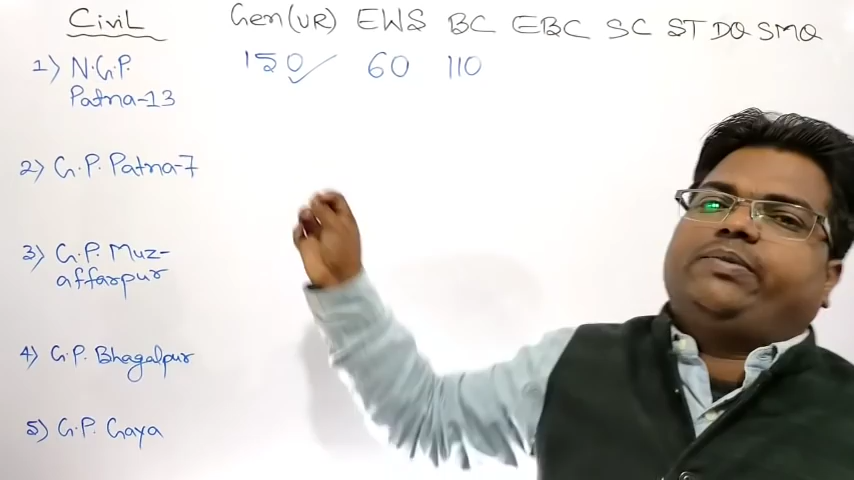 Civil Gen(UR) EWS BC EBC SC ST DQ SMQ
1) N.G.P. 150 60 110
Patna-13
2) G.P. Patna-7
3) G.P. Muz-
affarpur
4) G.P. Bhagalpur
5) G.P. Gaya